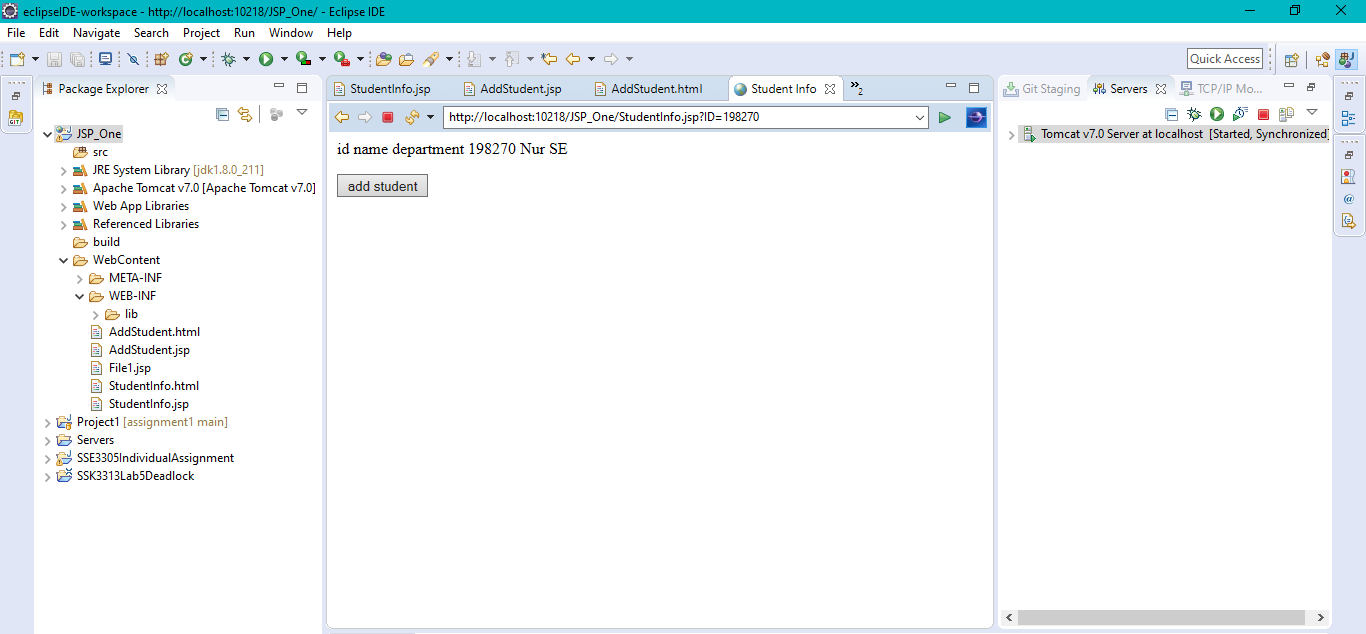 eclipseIDE-workspace - http://localhost:10218/JSP_One/ - Eclipse IDE
File Edit Navigate Search Project Run Window Help
Quick Access
Package Explorer
JSP_One
src
JRE System Library [jdk1.8.0_211]
Apache Tomcat v7.0 [Apache Tomcat v7.0]
Web App Libraries
Referenced Libraries
build
WebContent
META-INF
WEB-INF
lib
AddStudent.html
AddStudent.jsp
File1.jsp
StudentInfo.html
StudentInfo.jsp
Project1 [assignment1 main]
Servers
SSE3305IndividualAssignment
SSK3313Lab5Deadlock
GIT
StudentInfo.jsp AddStudent.jsp AddStudent.html Student Info »2
http://localhost:10218/JSP_One/StudentInfo.jsp?ID=198270
id name department 198270 Nur SE
add student
Git Staging Servers TCP/IP Mo...
Tomcat v7.0 Server at localhost [Started, Synchronized]
@